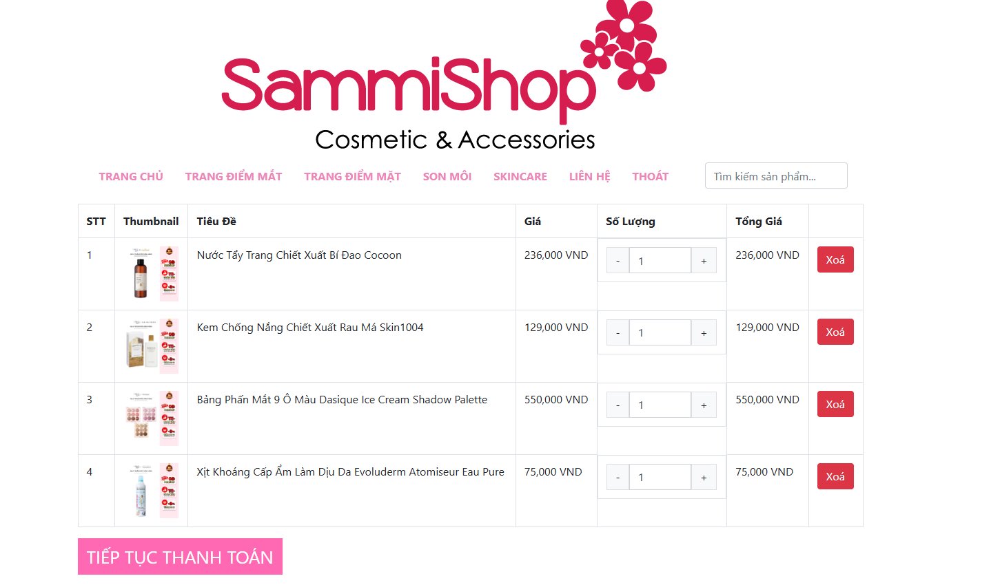 SammiShop
Cosmetic & Accessories
TRANG CHỦ TRANG ĐIỂM MẮT TRANG ĐIỂM MẶT SON MÔI SKINCARE LIÊN HỆ THOÁT Tìm kiếm sản phẩm...
STT Thumbnail Tiêu Đề Giá Số Lượng Tổng Giá
1 Nước Tẩy Trang Chiết Xuất Bí Đao Cocoon 236,000 VND - 1 + 236,000 VND Xoá
2 Kem Chống Nắng Chiết Xuất Rau Má Skin1004 129,000 VND - 1 + 129,000 VND Xoá
3 Bảng Phấn Mắt 9 Ô Màu Dasique Ice Cream Shadow Palette 550,000 VND - 1 + 550,000 VND Xoá
4 Xịt Khoáng Cấp Ẩm Làm Dịu Da Evoluderm Atomiseur Eau Pure 75,000 VND - 1 + 75,000 VND Xoá
TIẾP TỤC THANH TOÁN